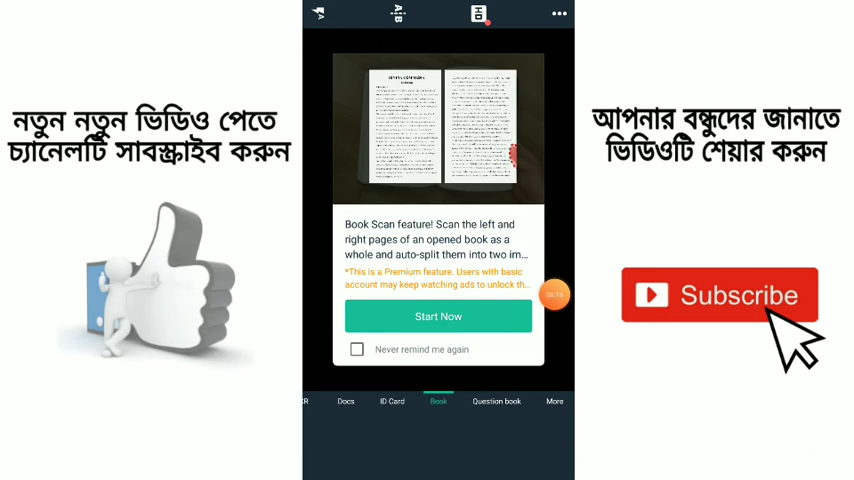 নতুন নতুন ভিডিও পেতে
চ্যানেলটি সাবস্ক্রাইব করুন
A
A|B
HD
Book Scan feature! Scan the left and
right pages of an opened book as a
whole and auto-split them into two im...
*This is a Premium feature. Users with basic
account may keep watching ads to unlock th...
Start Now
Never remind me again
Docs
ID Card
Book
Question book
More
আপনার বন্ধুদের জানাতে
ভিডিওটি শেয়ার করুন
Subscribe